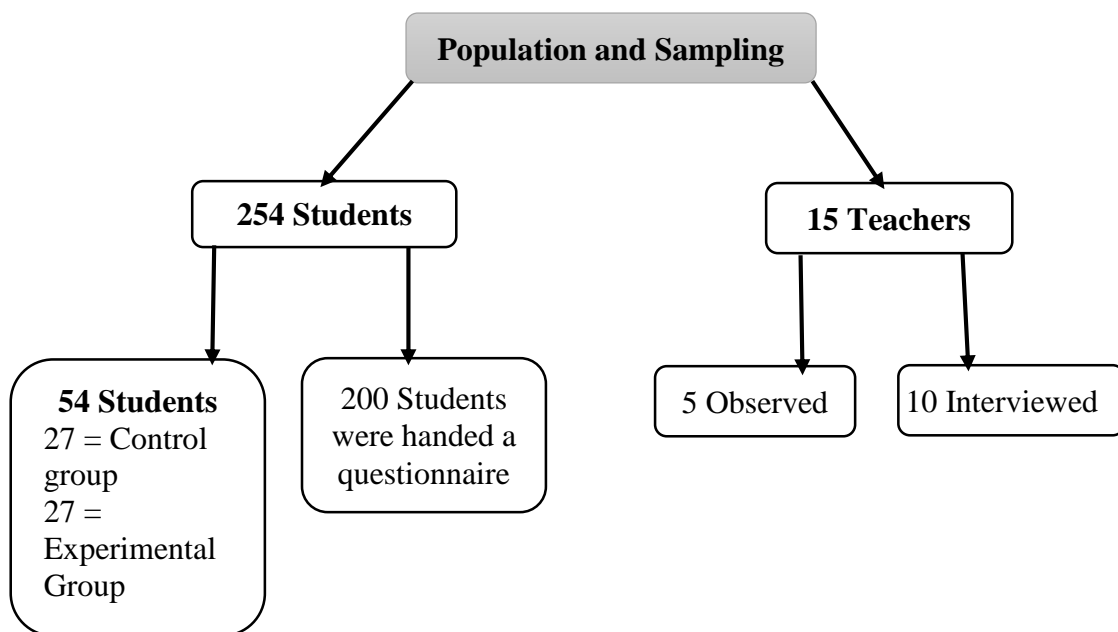 Population and Sampling
254 Students
15 Teachers
54 Students
27 = Control
group
27 =
Experimental
Group
200 Students
were handed a
questionnaire
5 Observed
10 Interviewed